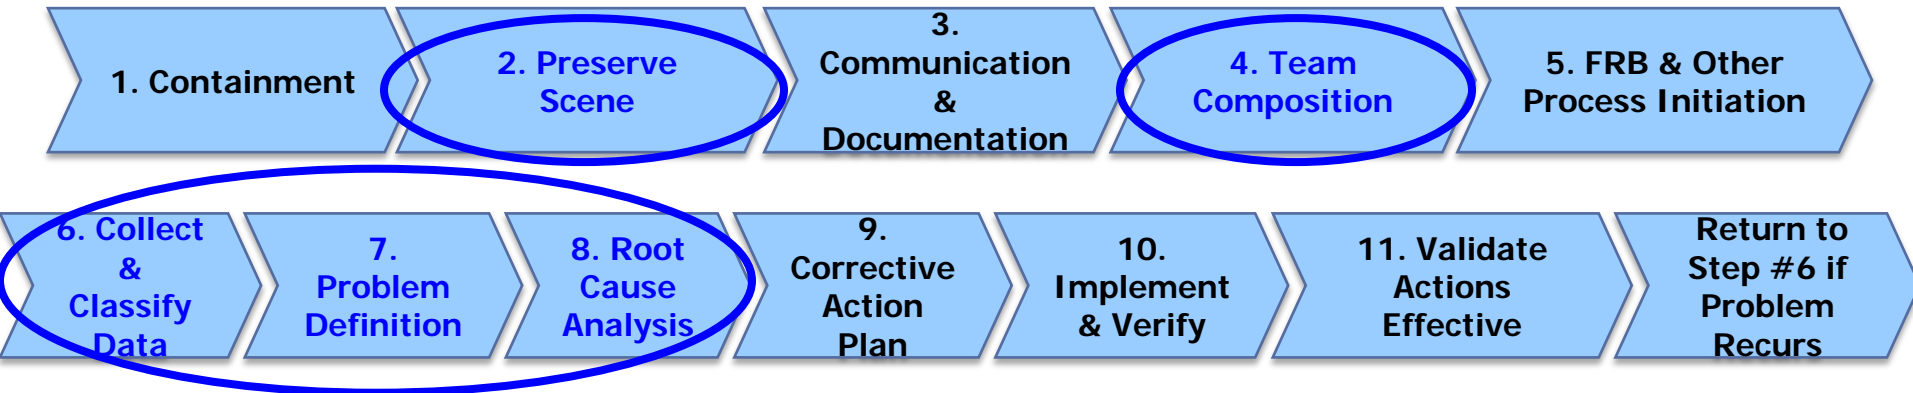 1. Containment
2. Preserve
Scene
3.
Communication
&
Documentation
4. Team
Composition
5. FRB & Other
Process Initiation
6. Collect
&
Classify
Data
7.
Problem
Definition
8. Root
Cause
Analysis
9.
Corrective
Action
Plan
10.
Implement
& Verify
11. Validate
Actions
Effective
Return to
Step #6 if
Problem
Recurs